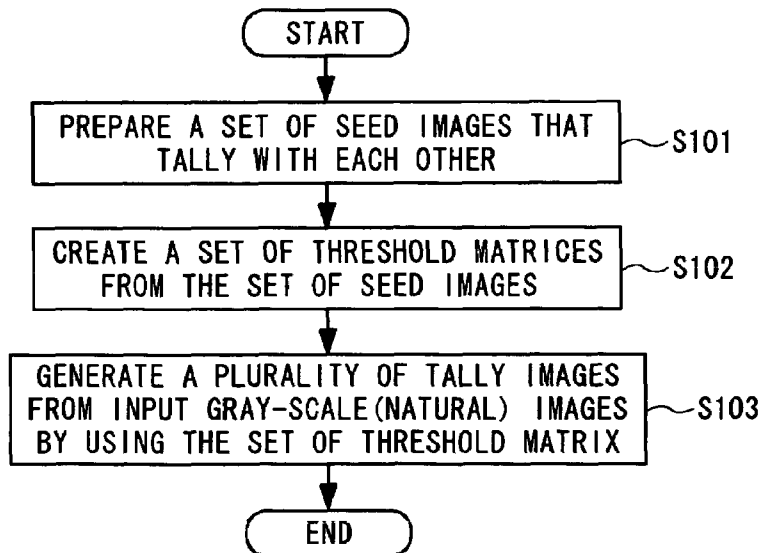 START
PREPARE A SET OF SEED IMAGES THAT
TALLY WITH EACH OTHER
S101
CREATE A SET OF THRESHOLD MATRICES
FROM THE SET OF SEED IMAGES
S102
GENERATE A PLURALITY OF TALLY IMAGES
FROM INPUT GRAY-SCALE(NATURAL) IMAGES
BY USING THE SET OF THRESHOLD MATRIX
S103
END